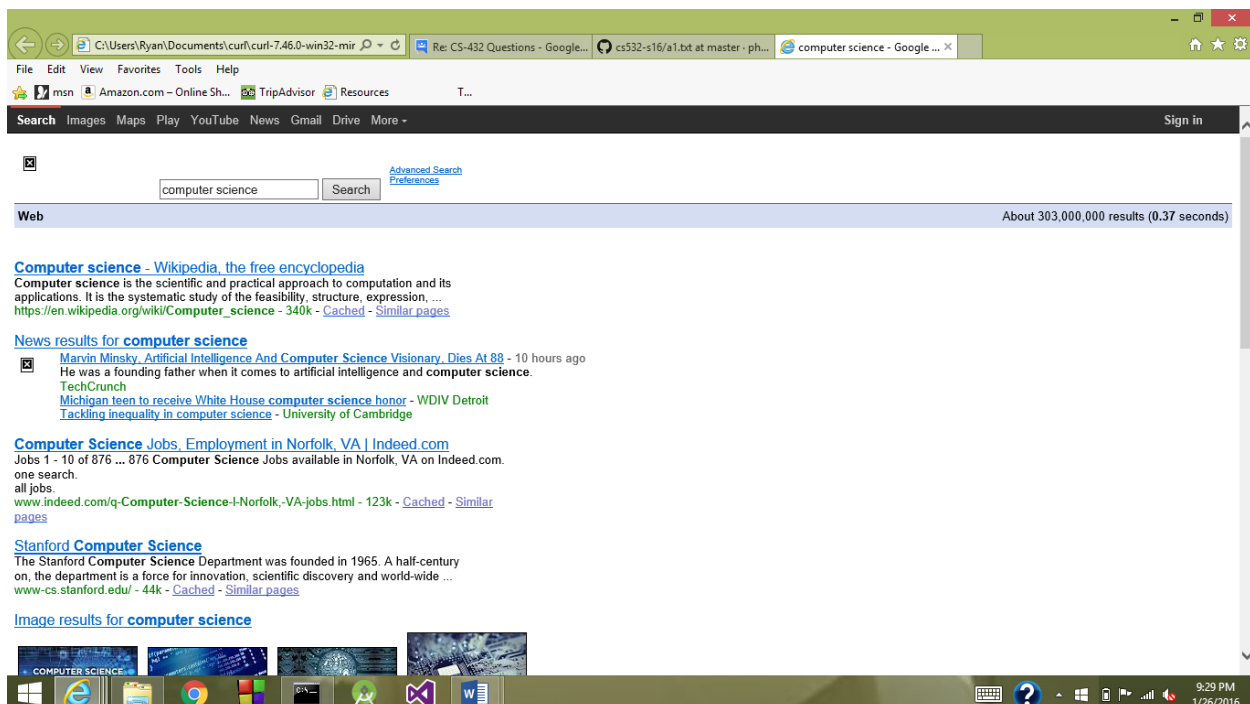 C:\Users\Ryan\Documents\curl\curl-7.46.0-win32-mir
Re: CS-432 Questions - Google...
cs532-s16/a1.txt at master · ph...
computer science - Google ...
File Edit View Favorites Tools Help
msn Amazon.com – Online Sh... TripAdvisor Resources T...
Search Images Maps Play YouTube News Gmail Drive More Sign in
Advanced Search
Preferences
computer science Search
Web About 303,000,000 results (0.37 seconds)
Computer science - Wikipedia, the free encyclopedia
Computer science is the scientific and practical approach to computation and its
applications. It is the systematic study of the feasibility, structure, expression, ...
https://en.wikipedia.org/wiki/Computer_science - 340k - Cached - Similar pages
News results for computer science
Marvin Minsky, Artificial Intelligence And Computer Science Visionary, Dies At 88 - 10 hours ago
He was a founding father when it comes to artificial intelligence and computer science.
TechCrunch
Michigan teen to receive White House computer science honor - WDIV Detroit
Tackling inequality in computer science - University of Cambridge
Computer Science Jobs, Employment in Norfolk, VA | Indeed.com
Jobs 1 - 10 of 876 ... 876 Computer Science Jobs available in Norfolk, VA on Indeed.com.
one search.
all jobs.
www.indeed.com/q-Computer-Science-l-Norfolk,-VA-jobs.html - 123k - Cached - Similar
pages
Stanford Computer Science
The Stanford Computer Science Department was founded in 1965. A half-century
on, the department is a force for innovation, scientific discovery and world-wide ...
www-cs.stanford.edu/ - 44k - Cached - Similar pages
Image results for computer science
COMPUTER SCIENCE
9:29 PM
1/26/2016